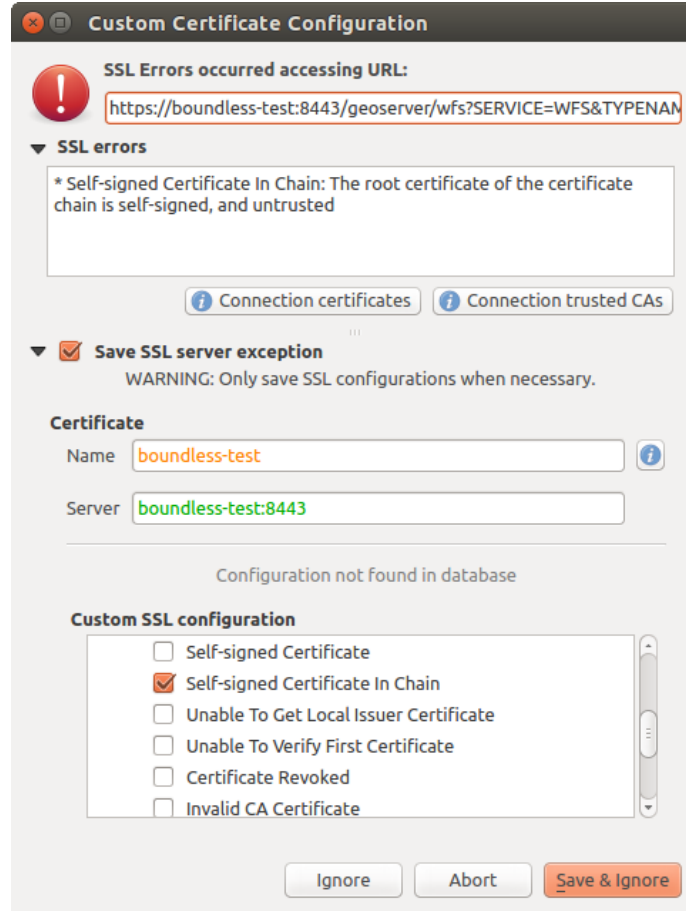 Custom Certificate Configuration
SSL Errors occurred accessing URL:
https://boundless-test:8443/geoserver/wfs?SERVICE=WFS&TYPENAM
SSL errors
* Self-signed Certificate In Chain: The root certificate of the certificate
chain is self-signed, and untrusted
Connection certificates
Connection trusted CAs
Save SSL server exception
WARNING: Only save SSL configurations when necessary.
Certificate
Name boundless-test
Server boundless-test:8443
Configuration not found in database
Custom SSL configuration
Self-signed Certificate
Self-signed Certificate In Chain
Unable To Get Local Issuer Certificate
Unable To Verify First Certificate
Certificate Revoked
Invalid CA Certificate
Ignore Abort Save & Ignore